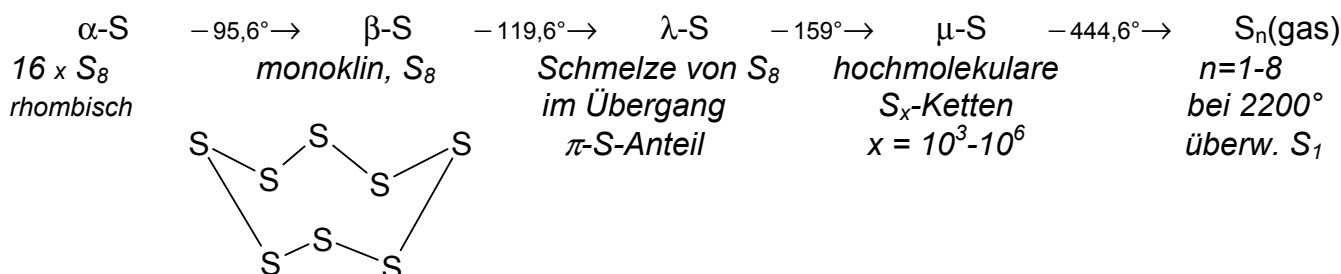 α-S −95,6°→ β-S −119,6°→ λ-S −159°→ μ-S −444,6°→ Sₙ(gas)
16 x S₈ monoklin, S₈ Schmelze von S₈ hochmolekulare n=1-8
rhombisch im Übergang Sₓ-Ketten bei 2200°
π-S-Anteil x = 10³-10⁶ überw. S₁
S
S S
S S
S
S S